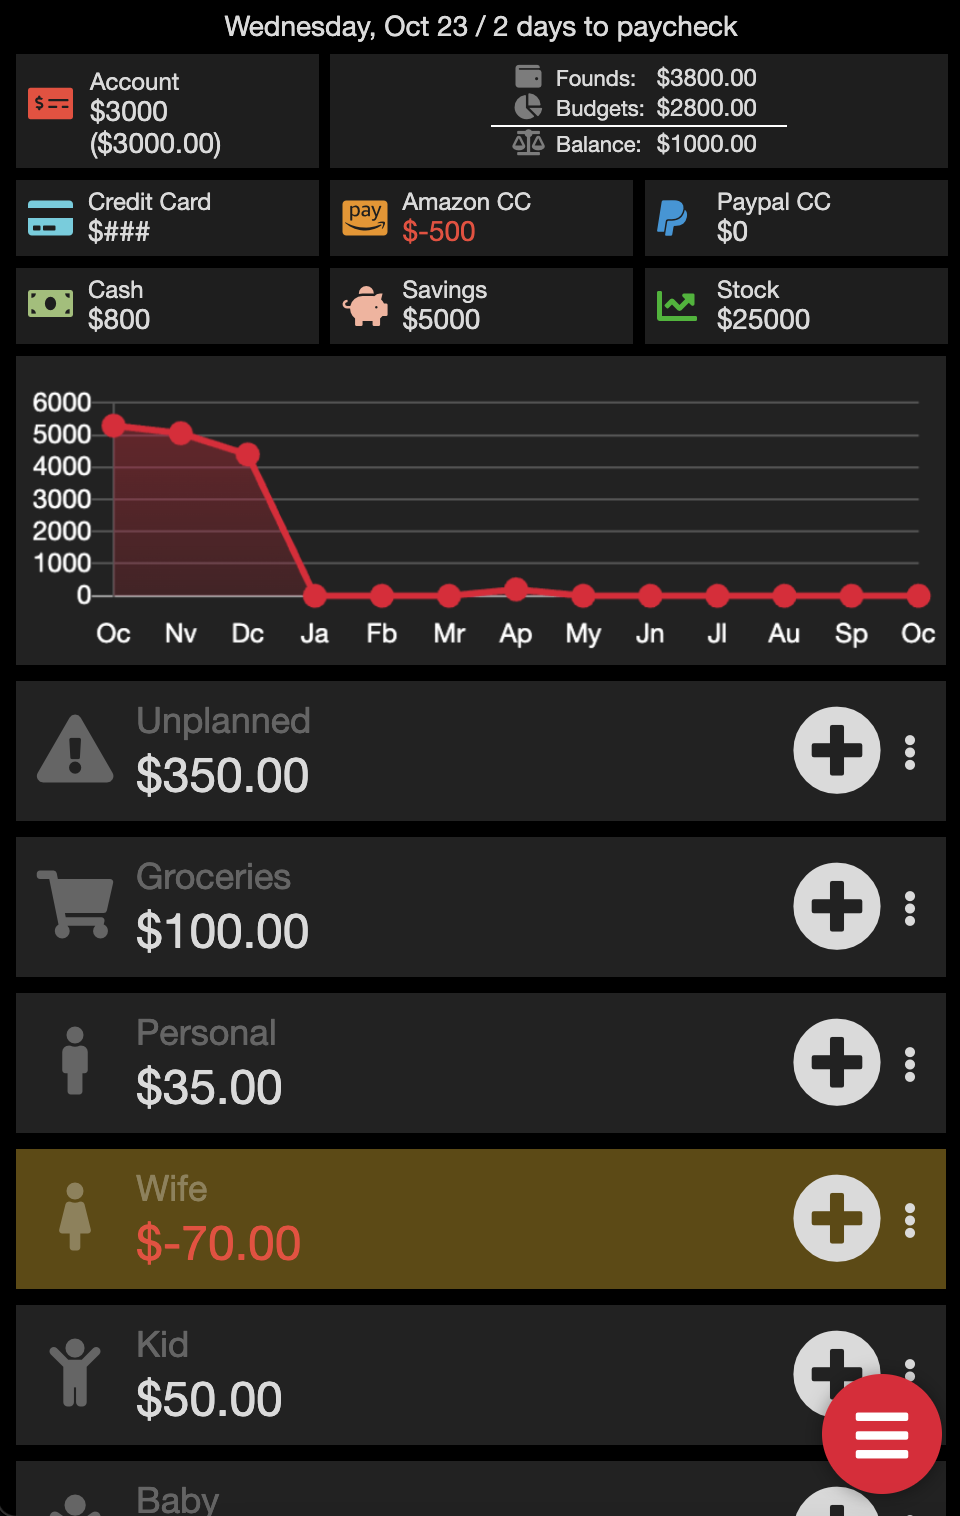 Wednesday, Oct 23 / 2 days to paycheck
Account
$3000
($3000.00)
Founds: $3800.00
Budgets: $2800.00
Balance: $1000.00
Credit Card
$###
pay
Amazon CC
$-500
Paypal CC
$0
Cash
$800
Savings
$5000
Stock
$25000
6000
5000
4000
3000
2000
1000
0
Oc Nv Dc Ja Fb Mr Ap My Jn Jl Au Sp Oc
Unplanned
$350.00
Groceries
$100.00
Personal
$35.00
Wife
$-70.00
Kid
$50.00
Baby